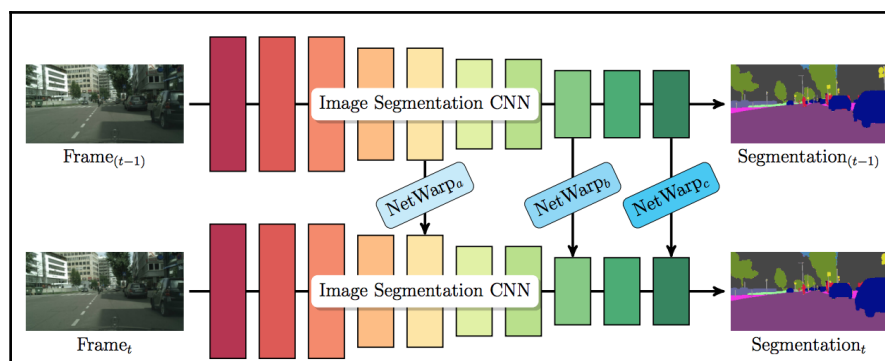 Image Segmentation CNN
Frame(t−1)
Segmentation(t−1)
NetWarpa
NetWarpb
NetWarpc
Image Segmentation CNN
Framet
Segmentationt